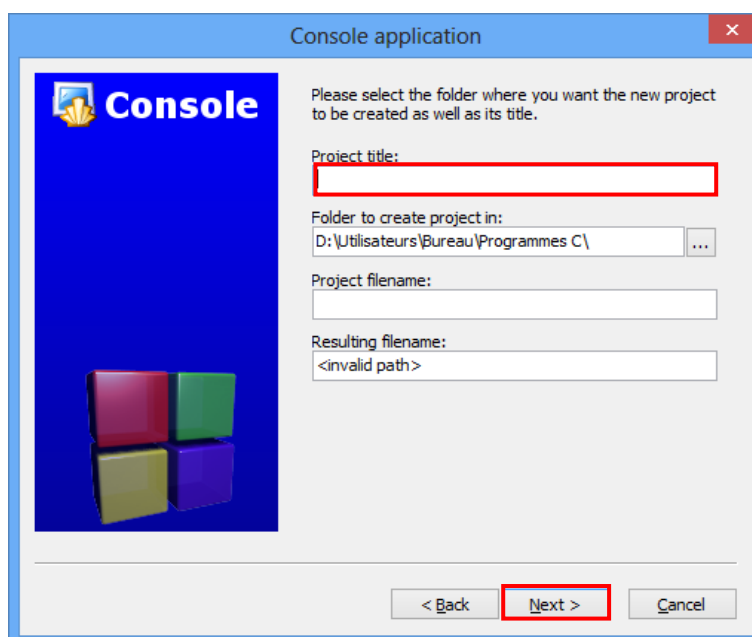 Console application
Console
Please select the folder where you want the new project
to be created as well as its title.
Project title:
Folder to create project in:
D:\Utilisateurs\Bureau\Programmes C\
...
Project filename:
Resulting filename:
<invalid path>
< Back
Next >
Cancel